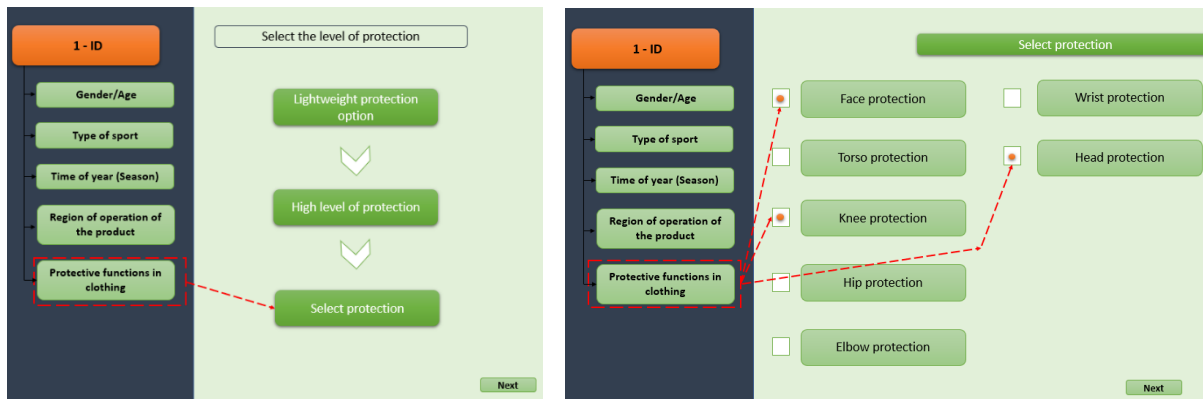 1 - ID
Gender/Age
Type of sport
Time of year (Season)
Region of operation of
the product
Protective functions in
clothing
Select the level of protection
Lightweight protection
option
High level of protection
Select protection
Next
1 - ID
Gender/Age
Type of sport
Time of year (Season)
Region of operation of
the product
Protective functions in
clothing
Select protection
Face protection
Torso protection
Knee protection
Hip protection
Elbow protection
Wrist protection
Head protection
Next